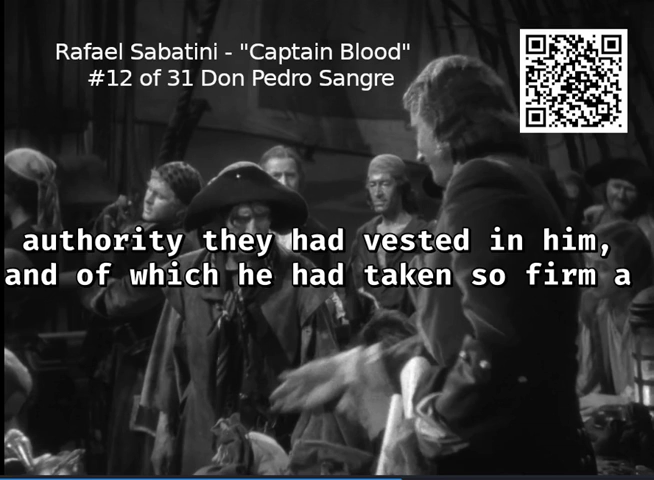 Rafael Sabatini - "Captain Blood"
#12 of 31 Don Pedro Sangre
authority they had vested in him,
and of which he had taken so firm a